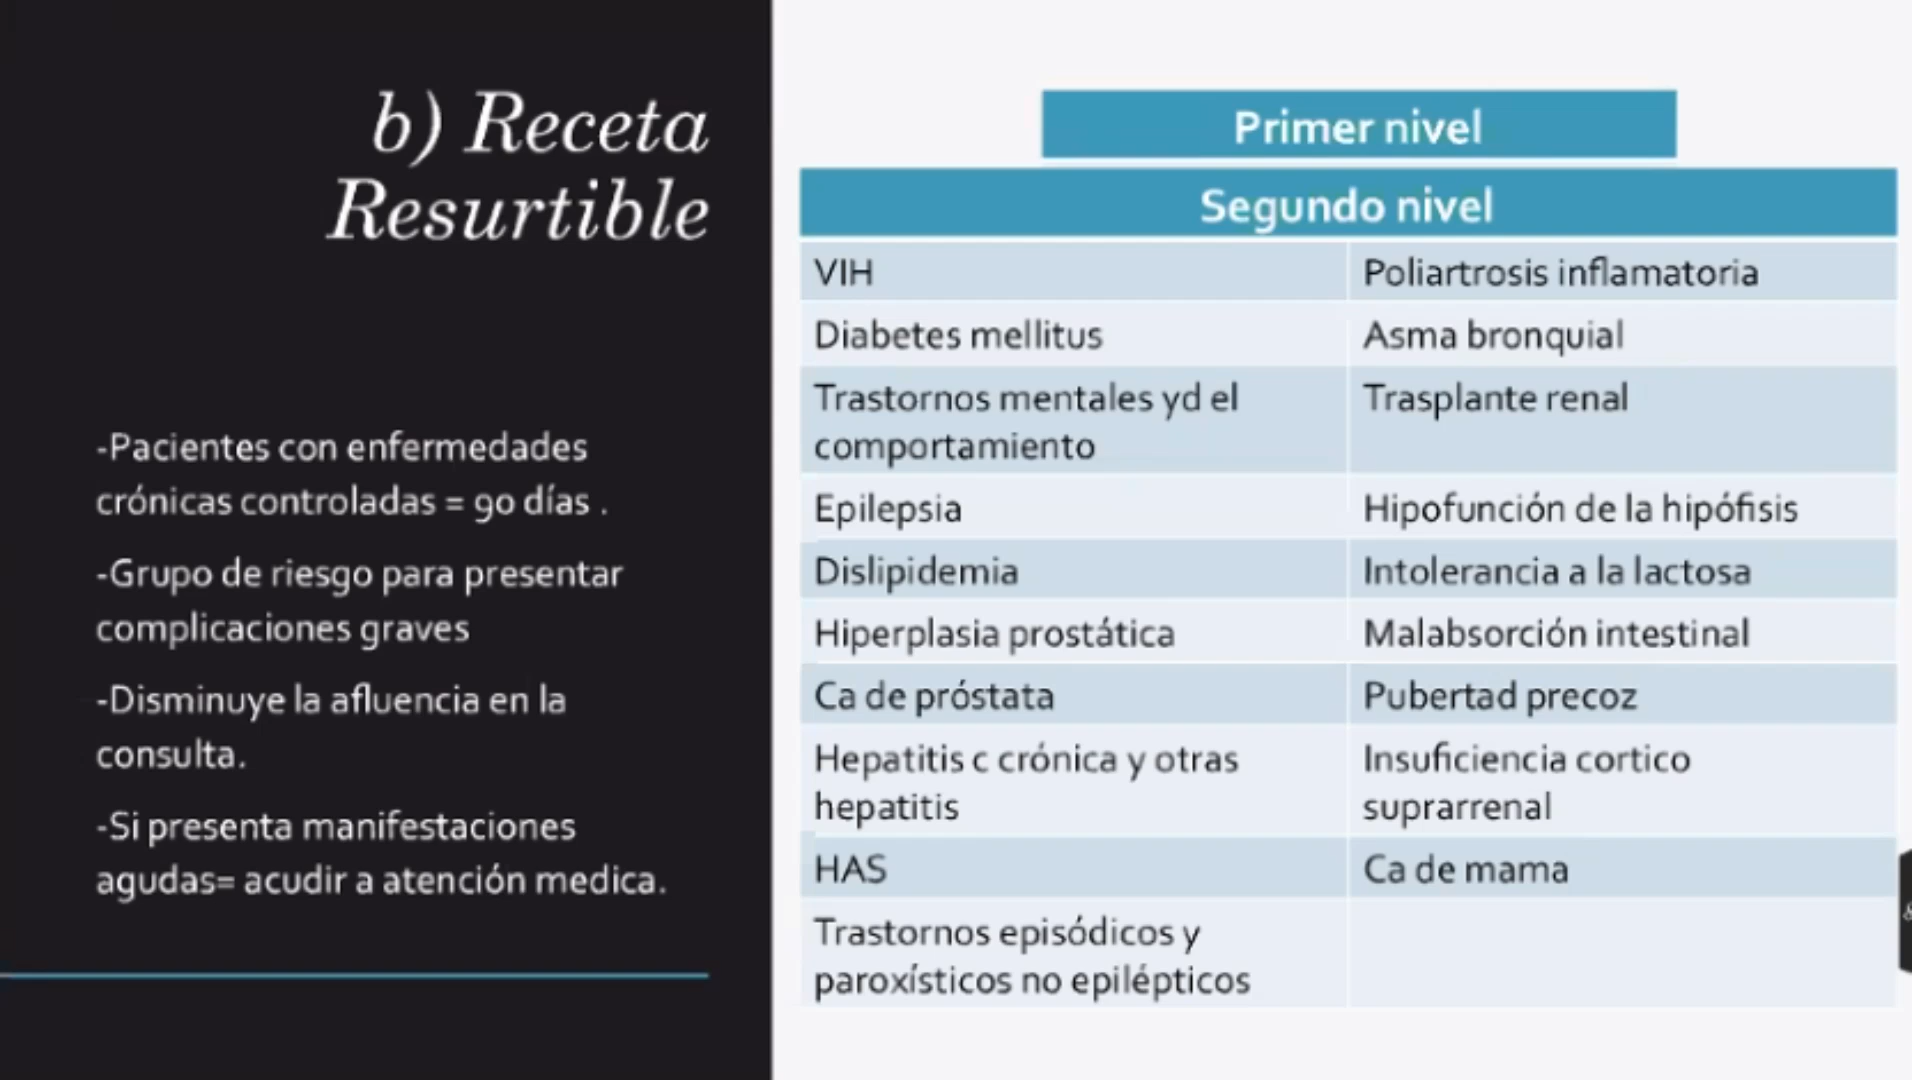 b) Receta
Resurtible
-Pacientes con enfermedades
crónicas controladas = 90 días .
-Grupo de riesgo para presentar
complicaciones graves
-Disminuye la afluencia en la
consulta.
-Si presenta manifestaciones
agudas= acudir a atención medica.
Primer nivel
Segundo nivel
VIH
Poliartrosis inflamatoria
Diabetes mellitus
Asma bronquial
Trastornos mentales yd el
comportamiento
Trasplante renal
Epilepsia
Hipofunción de la hipófisis
Dislipidemia
Intolerancia a la lactosa
Hiperplasia prostática
Malabsorción intestinal
Ca de próstata
Pubertad precoz
Hepatitis c crónica y otras
hepatitis
Insuficiencia cortico
suprarrenal
HAS
Ca de mama
Trastornos episódicos y
paroxísticos no epilépticos